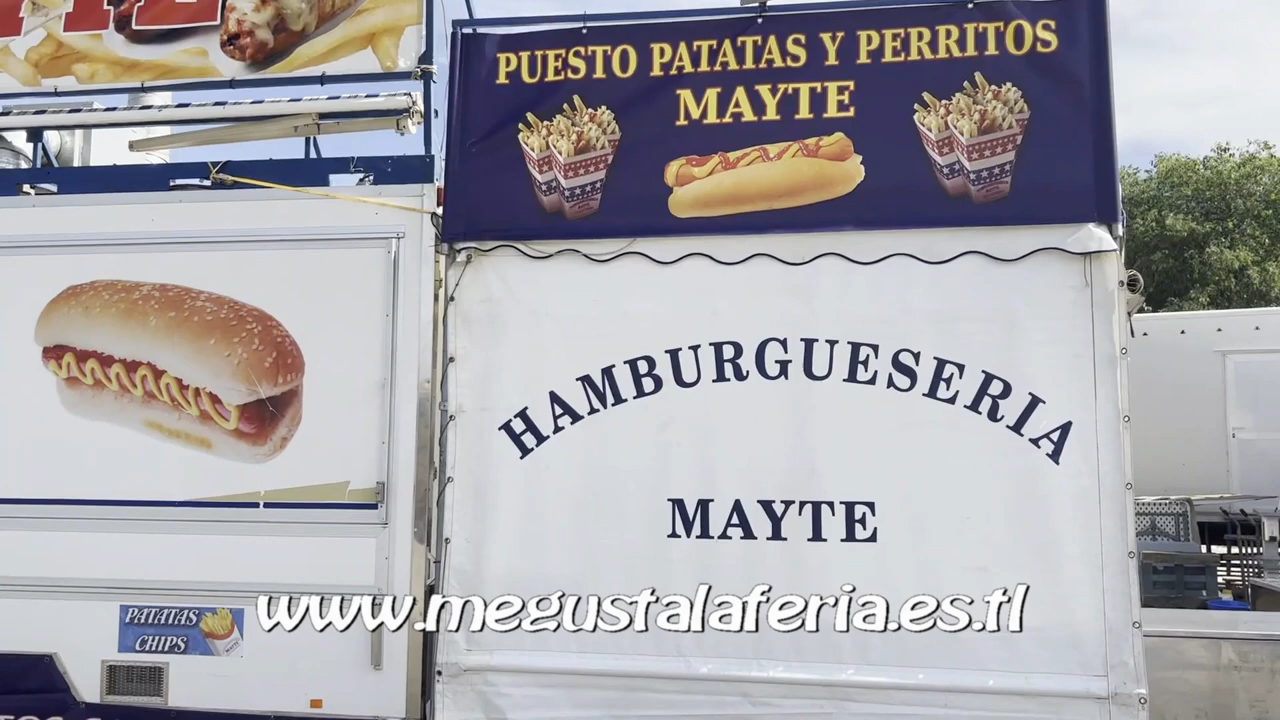 PUESTO PATATAS Y PERRITOS
MAYTE
HAMBURGUESERIA
MAYTE
www.megustalaferia.es.tl
PATATAS
CHIPS